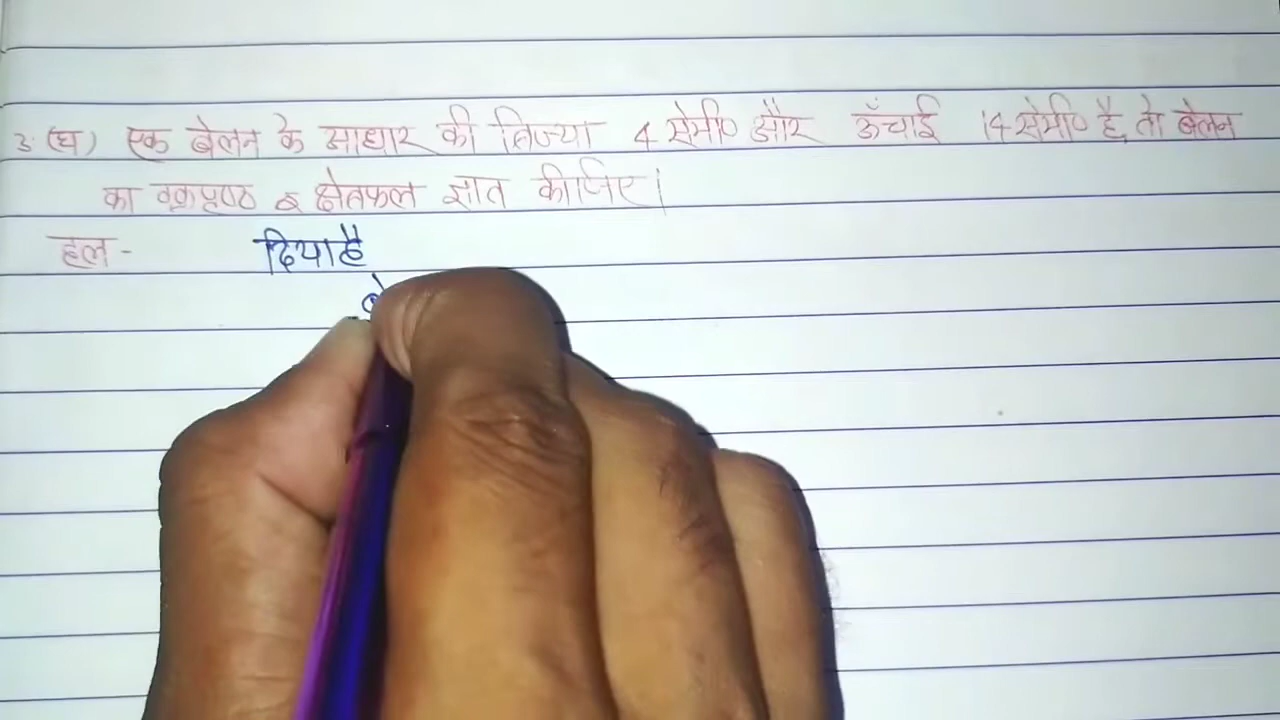 3. (घ) एक बेलन के आधार की त्रिज्या 4 सेमी० और ऊँचाई 14 सेमी० है, तो बेलन
का वक्रपृष्ठ क्षेत्रफल ज्ञात कीजिए।
हल- दिया है
बे